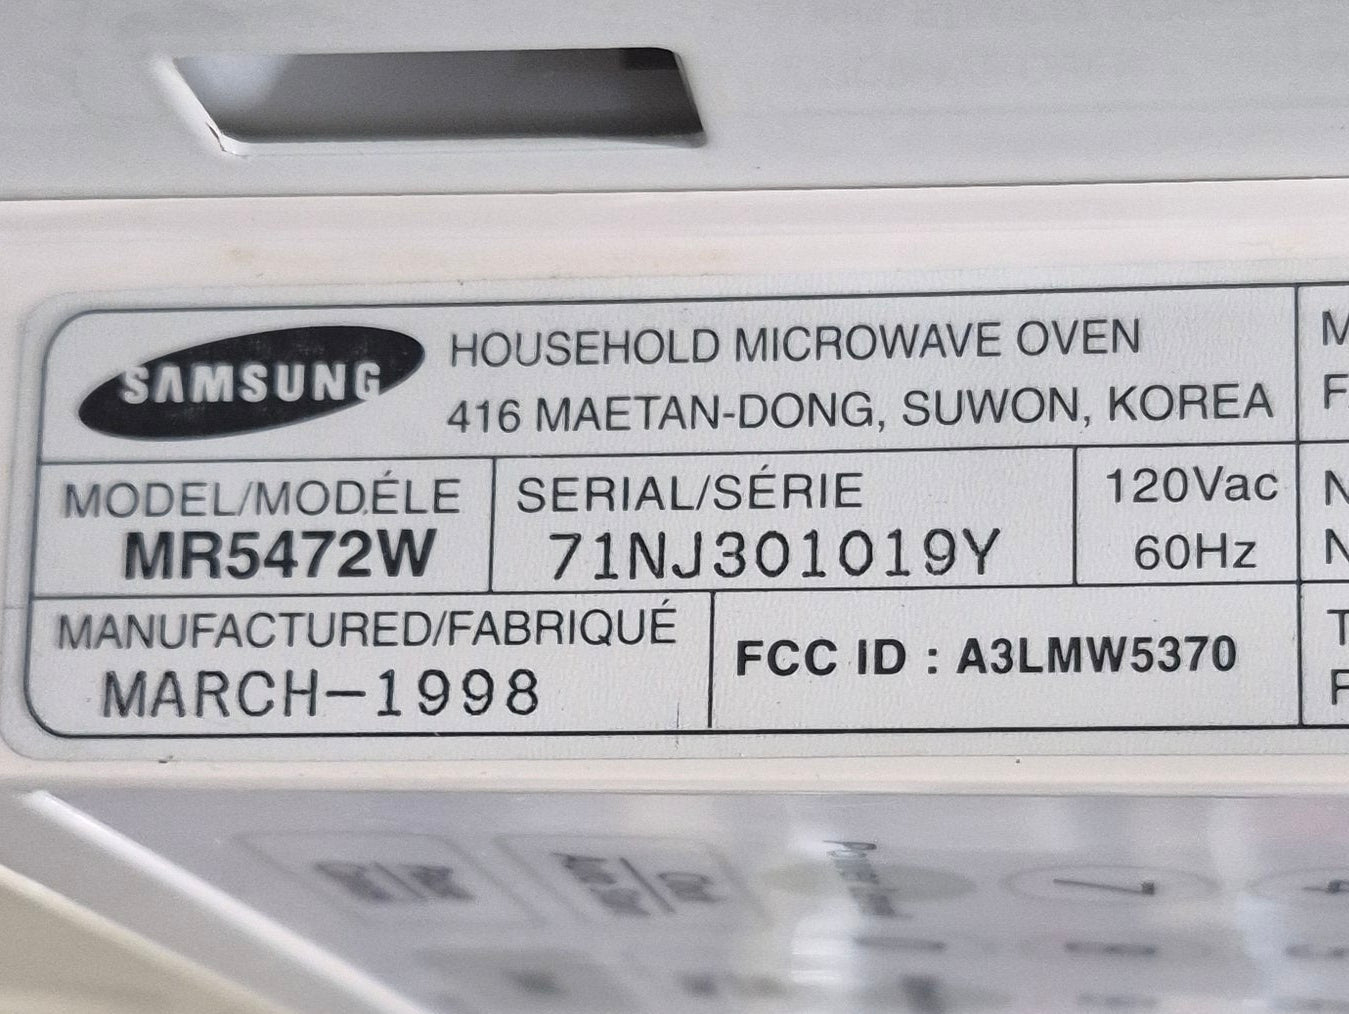 SAMSUNG
HOUSEHOLD MICROWAVE OVEN
416 MAETAN-DONG, SUWON, KOREA
MODEL/MODÉLE
MR5472W
SERIAL/SÉRIE
71NJ301019Y
120Vac
60Hz
MANUFACTURED/FABRIQUÉ
MARCH-1998
FCC ID : A3LMW5370